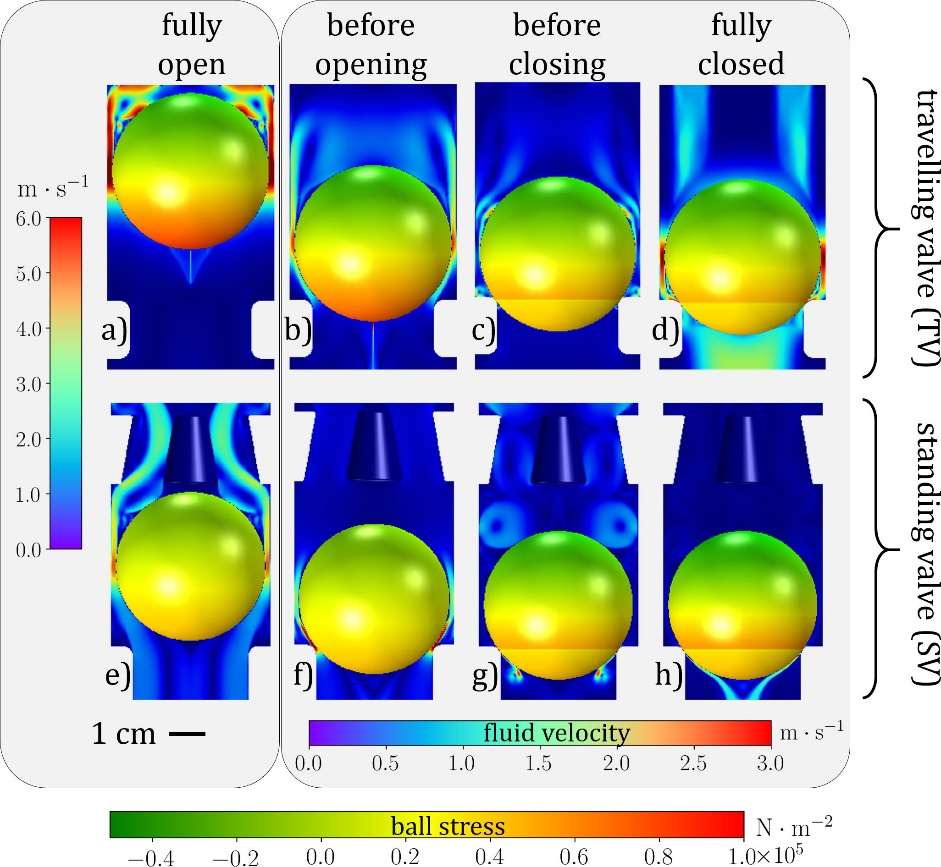 fully
open
before
opening
before
closing
fully
closed
m · s⁻¹
6.0
5.0
4.0
3.0
2.0
1.0
0.0
a)
b)
c)
d)
travelling valve (TV)
e)
f)
g)
h)
standing valve (SV)
1 cm
fluid velocity
m · s⁻¹
0.0 0.5 1.0 1.5 2.0 2.5 3.0
ball stress
N · m⁻²
−0.4 −0.2 0.0 0.2 0.4 0.6 0.8 1.0×10⁵